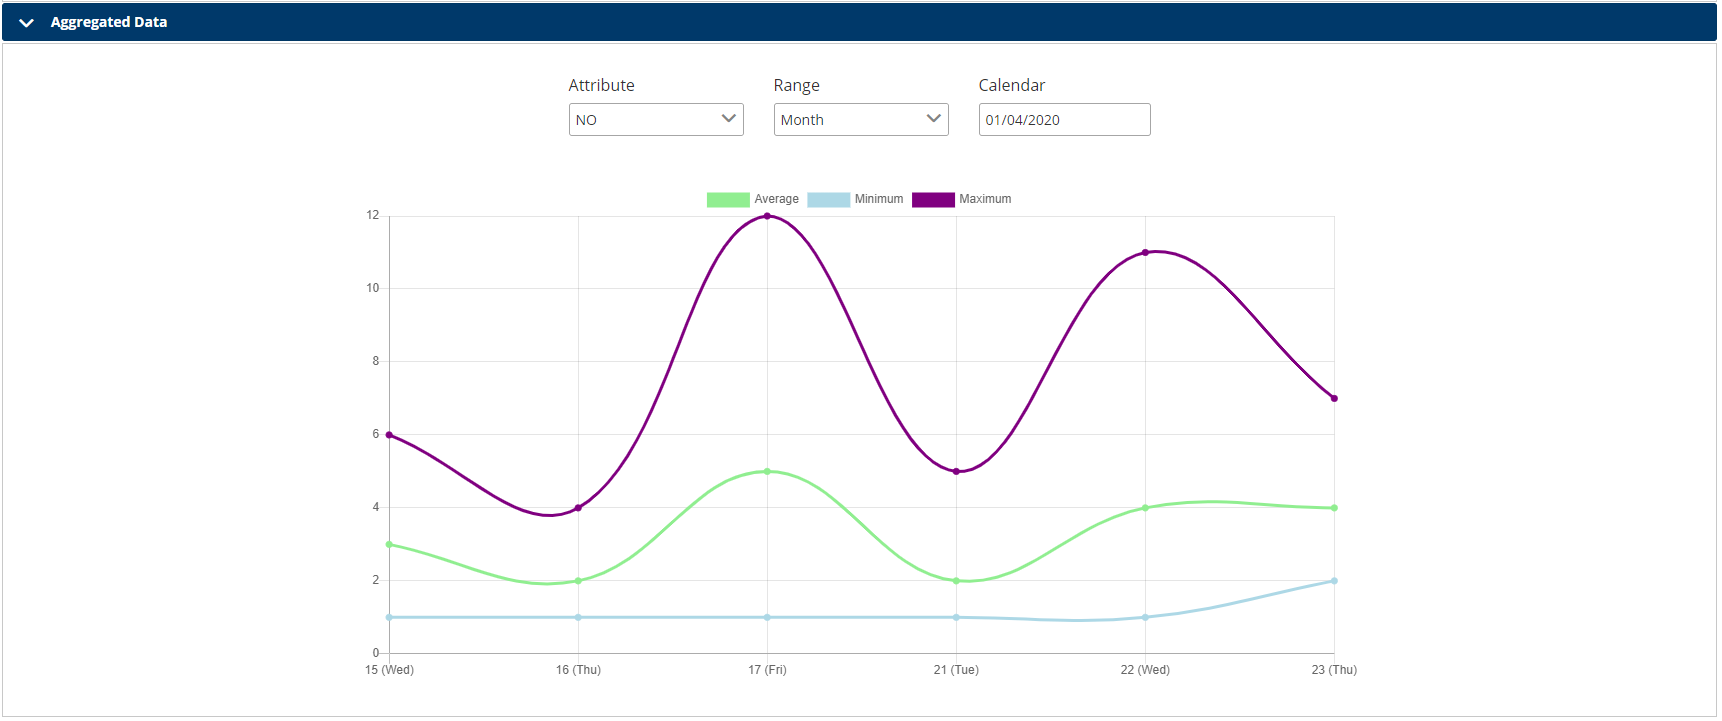 Aggregated Data
Attribute Range Calendar
NO Month 01/04/2020
Average Minimum Maximum
12
10
8
6
4
2
0
15 (Wed) 16 (Thu) 17 (Fri) 21 (Tue) 22 (Wed) 23 (Thu)